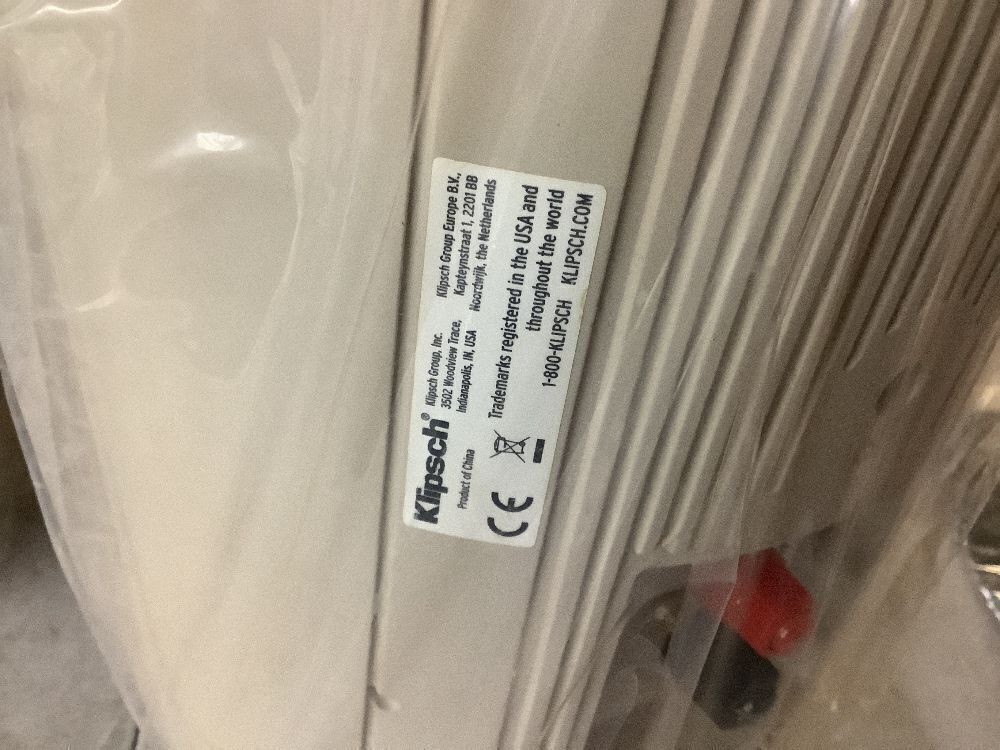 Klipsch®
Product of China
Klipsch Group, Inc.
3502 Woodview Trace,
Indianapolis, IN, USA
Klipsch Group Europe B.V.,
Kapteynstraat 1, 2201 BB
Noordwijk, the Netherlands
CE
Trademarks registered in the USA and
throughout the world
1-800-KLIPSCH KLIPSCH.COM